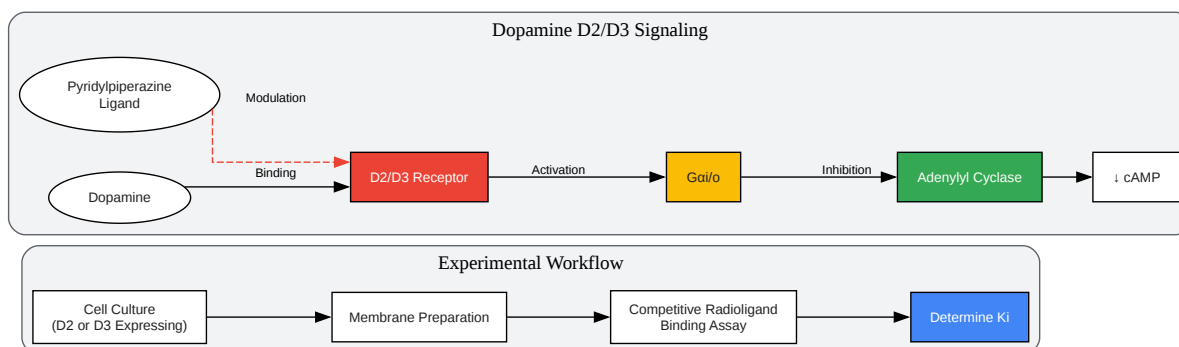 Dopamine D2/D3 Signaling
Pyridylpiperazine
Ligand
Modulation
Dopamine
Binding
D2/D3 Receptor
Activation
Gαi/o
Inhibition
Adenylyl Cyclase
↓ cAMP
Experimental Workflow
Cell Culture
(D2 or D3 Expressing)
Membrane Preparation
Competitive Radioligand
Binding Assay
Determine Ki